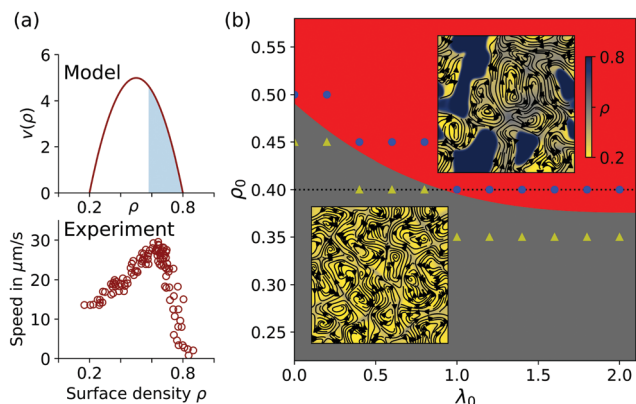 (a)
6
4
2
0
v(ρ)
Model
0.2
ρ
0.8
Experiment
30
20
10
0
Speed in μm/s
0.2
0.8
Surface density ρ
(b)
0.55
0.50
0.45
0.40
0.35
0.30
0.25
ρ₀
0.8
ρ
0.2
0.0
0.5
1.0
1.5
2.0
λ₀